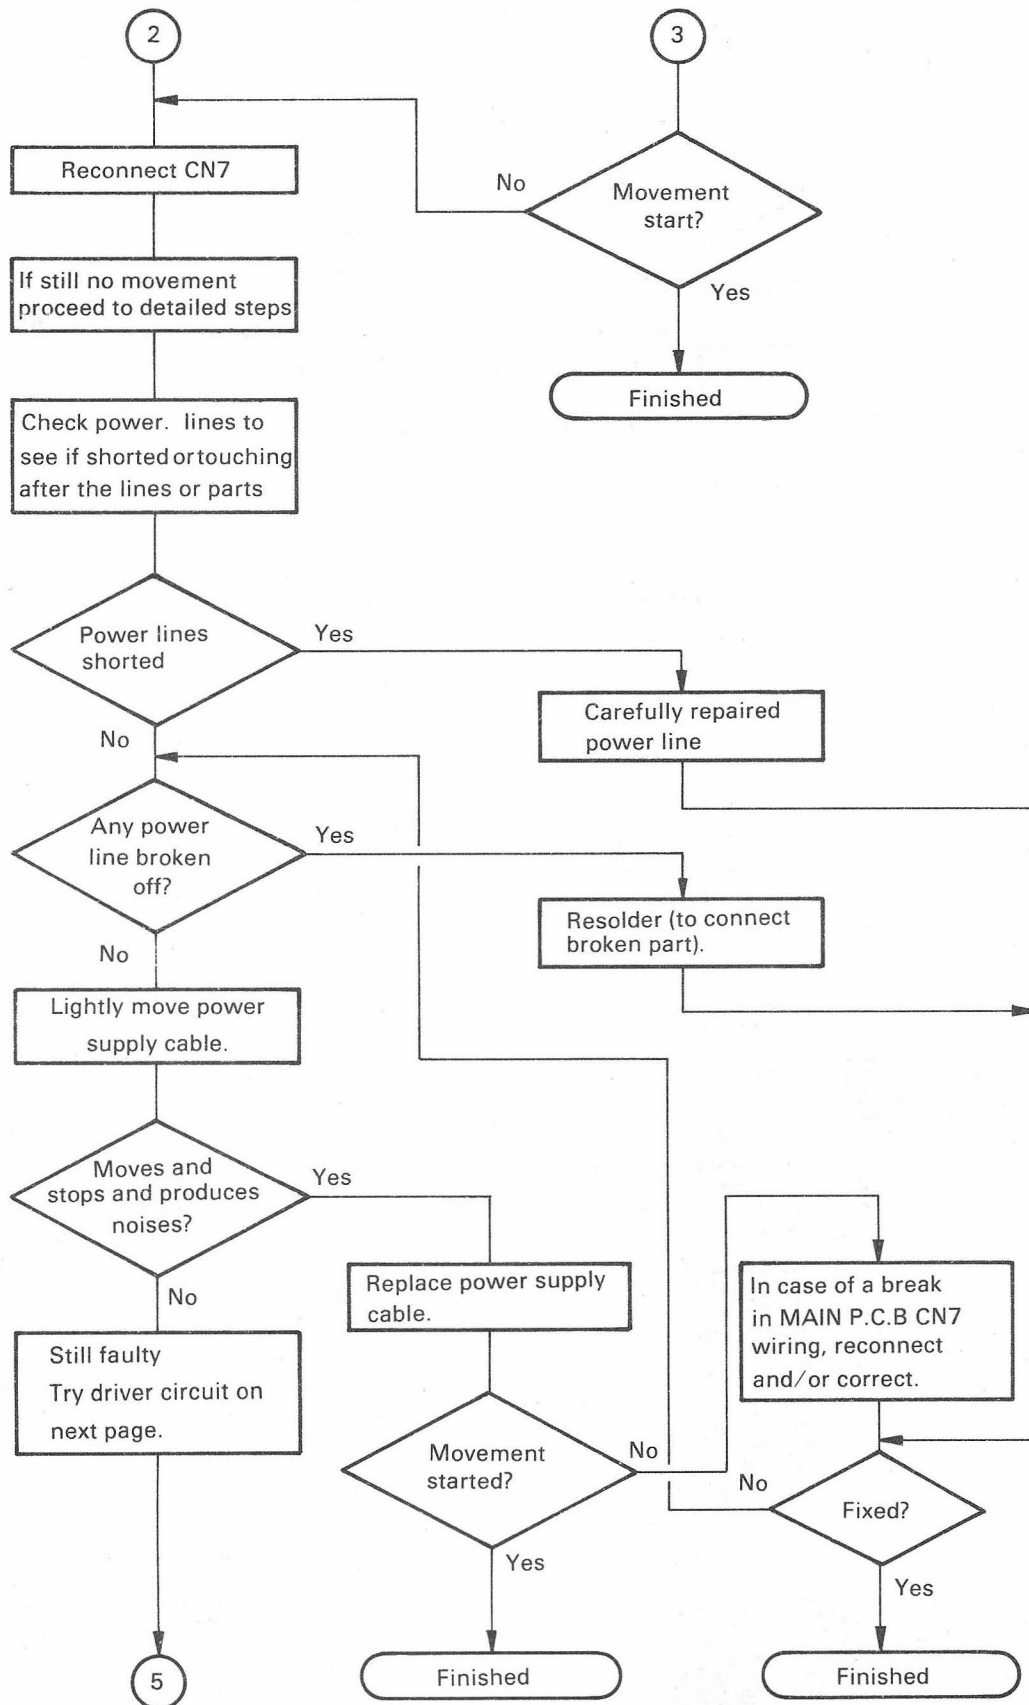 2
3
Reconnect CN7
No
Movement
start?
Yes
If still no movement
proceed to detailed steps
Finished
Check power. lines to
see if shorted ortouching
after the lines or parts
Power lines
shorted
Yes
No
Carefully repaired
power line
Any power
line broken
off?
Yes
No
Resolder (to connect
broken part).
Lightly move power
supply cable.
Moves and
stops and produces
noises?
Yes
No
Replace power supply
cable.
In case of a break
in MAIN P.C.B CN7
wiring, reconnect
and/or correct.
Still faulty
Try driver circuit on
next page.
Movement
started?
No
Yes
No
Fixed?
Yes
5
Finished
Finished